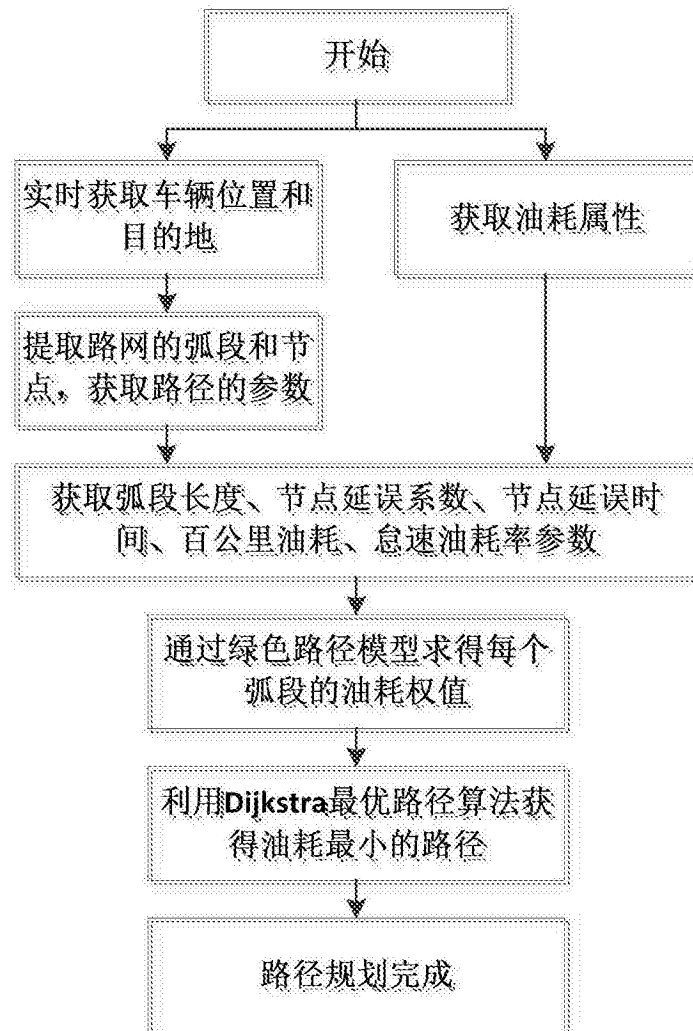 开始
实时获取车辆位置和
目的地
获取油耗属性
提取路网的弧段和节
点，获取路径的参数
获取弧段长度、节点延误系数、节点延误时
间、百公里油耗、怠速油耗率参数
通过绿色路径模型求得每个
弧段的油耗权值
利用Dijkstra最优路径算法获
得油耗最小的路径
路径规划完成